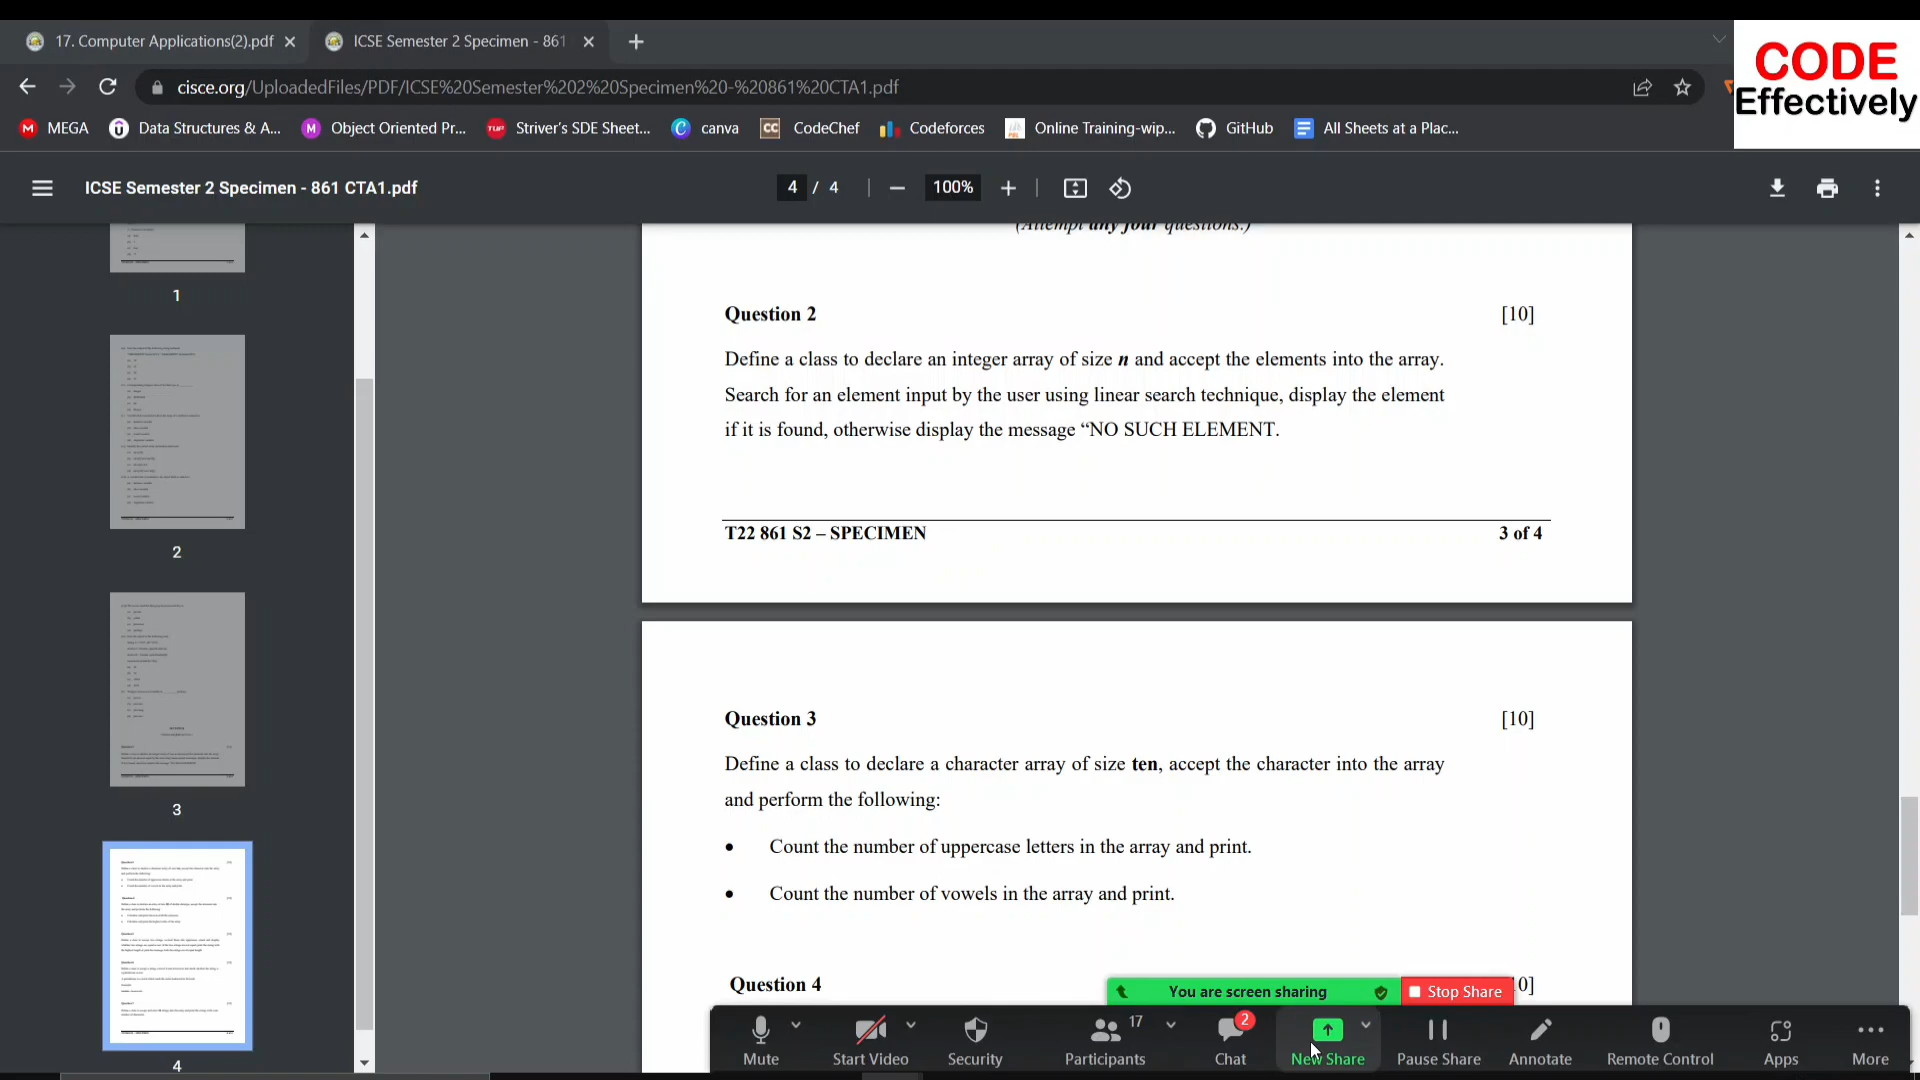 17. Computer Applications(2).pdf
ICSE Semester 2 Specimen - 861
CODE
Effectively
cisce.org/UploadedFiles/PDF/ICSE%20Semester%202%20Specimen%20-%20861%20CTA1.pdf
MEGA
Data Structures & A...
Object Oriented Pr...
TUF Striver's SDE Sheet...
canva
CC CodeChef
Codeforces
Online Training-wip...
GitHub
All Sheets at a Plac...
ICSE Semester 2 Specimen - 861 CTA1.pdf
4 / 4
100%
1
2
3
4
(Attempt any four questions.)
Question 2 [10]
Define a class to declare an integer array of size n and accept the elements into the array.
Search for an element input by the user using linear search technique, display the element
if it is found, otherwise display the message “NO SUCH ELEMENT.
T22 861 S2 – SPECIMEN 3 of 4
Question 3 [10]
Define a class to declare a character array of size ten, accept the character into the array
and perform the following:
• Count the number of uppercase letters in the array and print.
• Count the number of vowels in the array and print.
Question 4 0]
You are screen sharing
Stop Share
17
2
Mute
Start Video
Security
Participants
Chat
New Share
Pause Share
Annotate
Remote Control
Apps
More